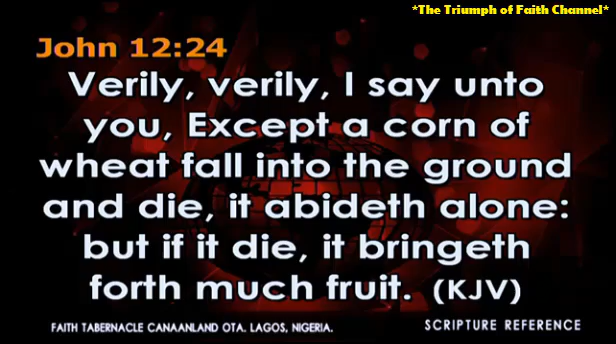 *The Triumph of Faith Channel*
John 12:24
Verily, verily, I say unto
you, Except a corn of
wheat fall into the ground
and die, it abideth alone:
but if it die, it bringeth
forth much fruit. (KJV)
FAITH TABERNACLE CANAANLAND OTA. LAGOS, NIGERIA.
SCRIPTURE REFERENCE